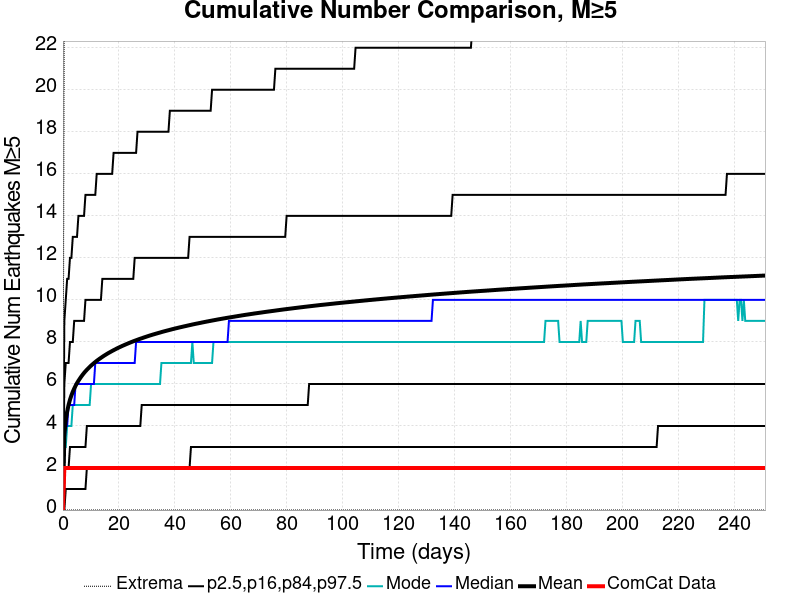 Cumulative Number Comparison, M≥5
Cumulative Num Earthquakes M≥5
22
20
18
16
14
12
10
8
6
4
2
0
0 20 40 60 80 100 120 140 160 180 200 220 240
Time (days)
Extrema p2.5,p16,p84,p97.5 Mode Median Mean ComCat Data